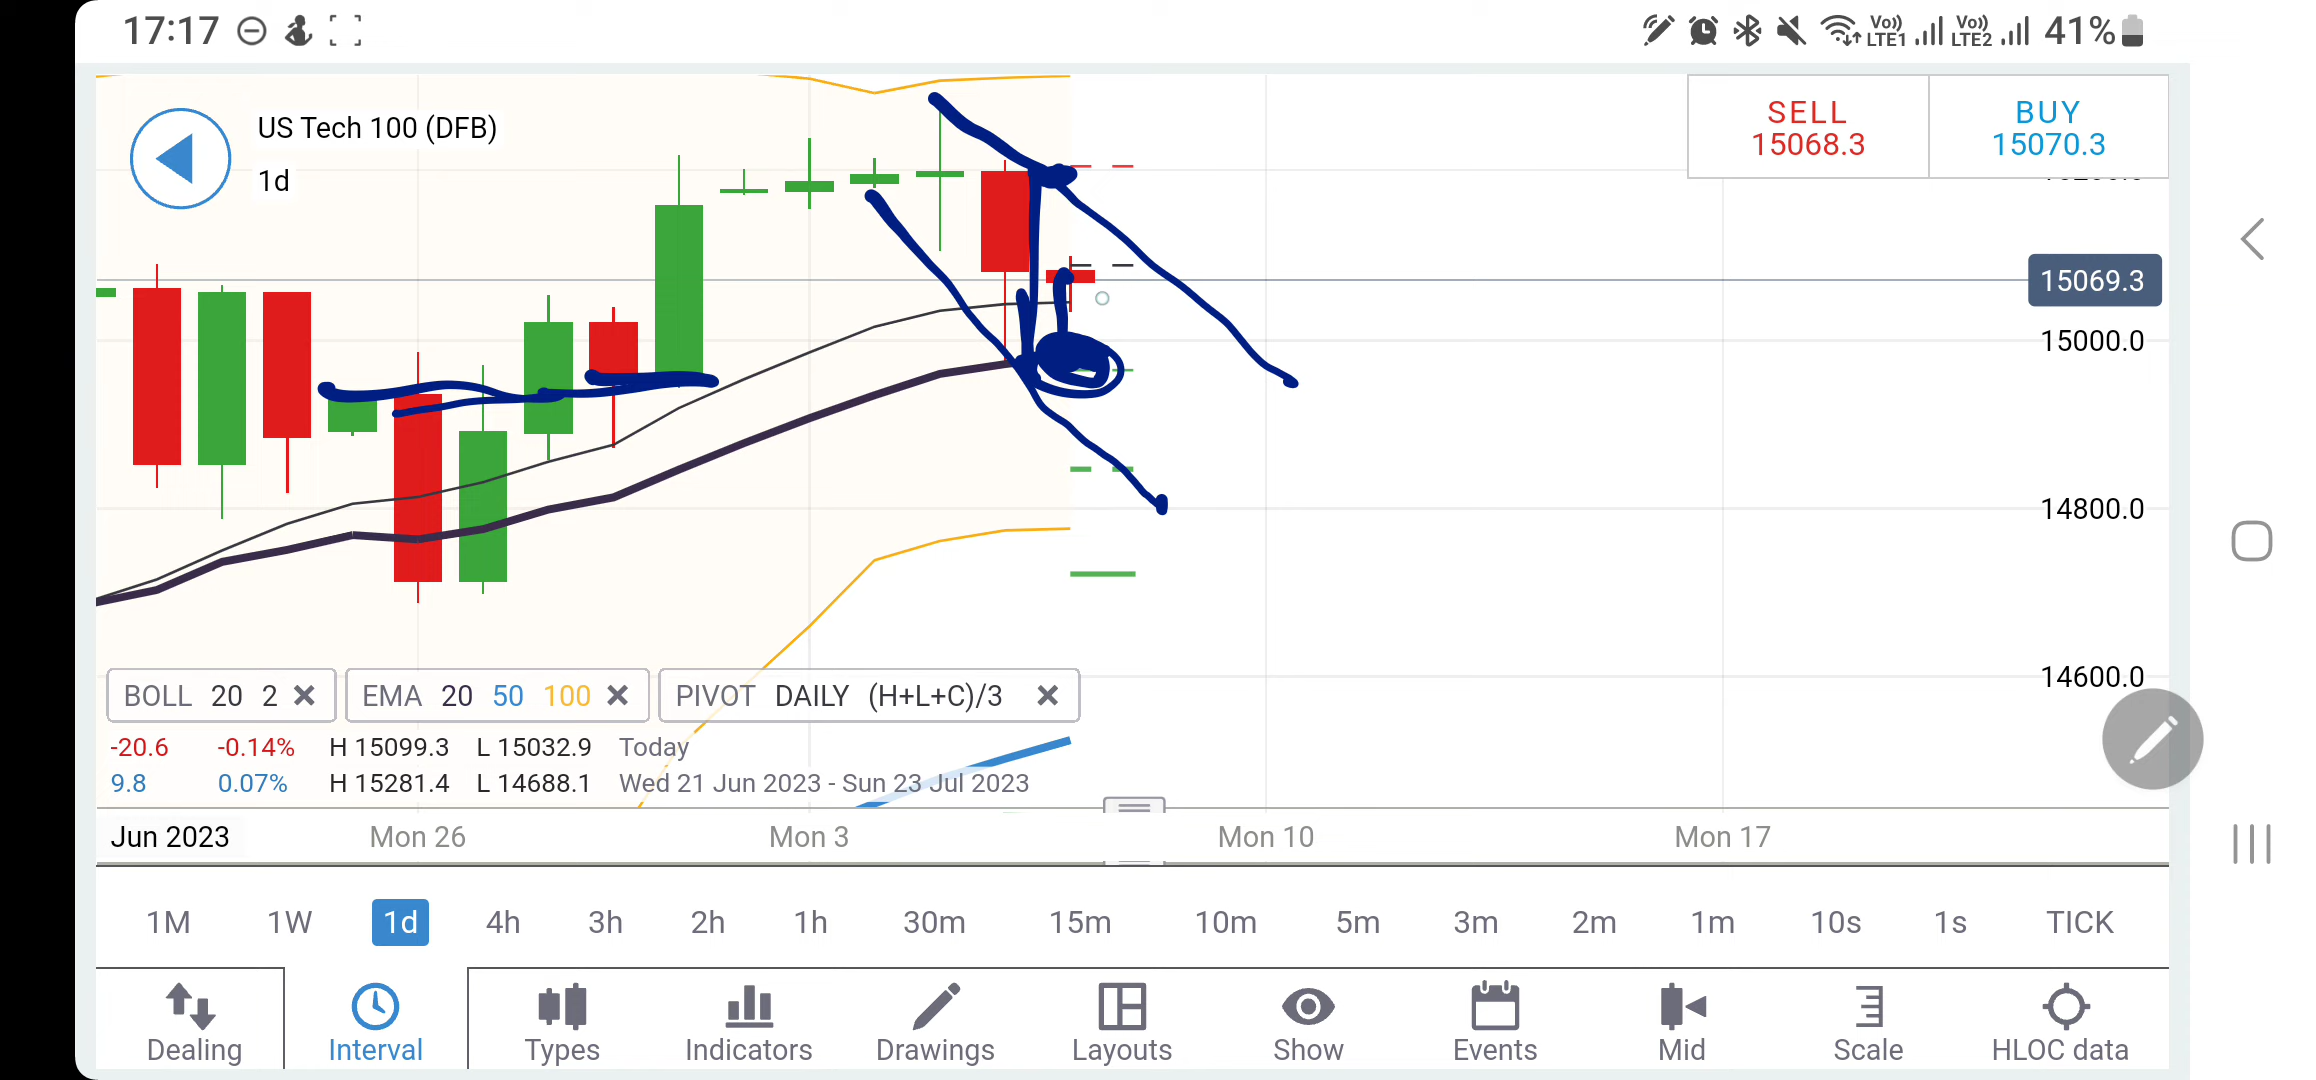 17:17
Vo)) LTE1 Vo)) LTE2 41%
US Tech 100 (DFB)
1d
SELL BUY
15068.3 15070.3
15069.3
15000.0
14800.0
14600.0
BOLL 20 2 EMA 20 50 100 PIVOT DAILY (H+L+C)/3
-20.6 -0.14% H 15099.3 L 15032.9 Today
9.8 0.07% H 15281.4 L 14688.1 Wed 21 Jun 2023 - Sun 23 Jul 2023
Jun 2023 Mon 26 Mon 3 Mon 10 Mon 17
1M 1W 1d 4h 3h 2h 1h 30m 15m 10m 5m 3m 2m 1m 10s 1s TICK
Dealing Interval Types Indicators Drawings Layouts Show Events Mid Scale HLOC data